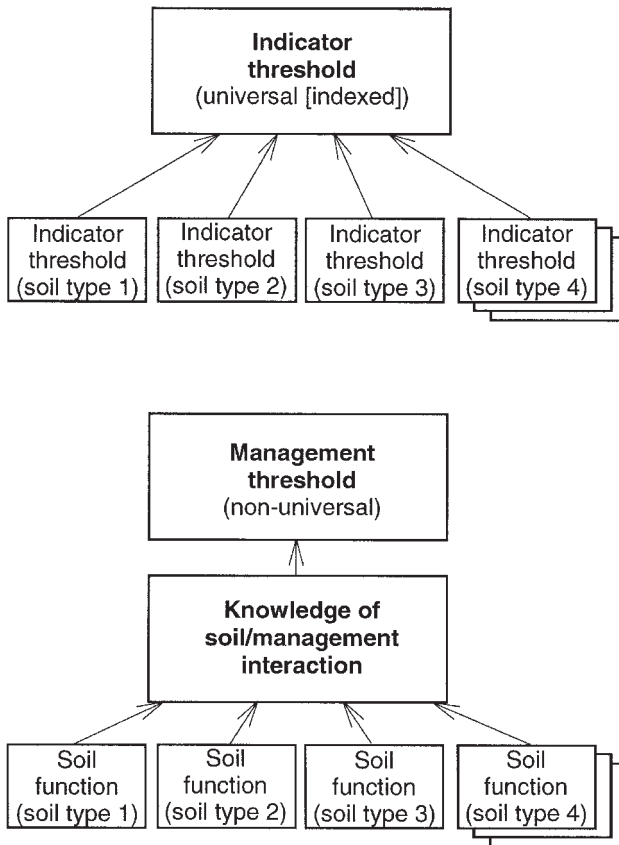 Indicator
threshold
(universal [indexed])
Indicator
threshold
(soil type 1)
Indicator
threshold
(soil type 2)
Indicator
threshold
(soil type 3)
Indicator
threshold
(soil type 4)
Management
threshold
(non-universal)
Knowledge of
soil/management
interaction
Soil
function
(soil type 1)
Soil
function
(soil type 2)
Soil
function
(soil type 3)
Soil
function
(soil type 4)